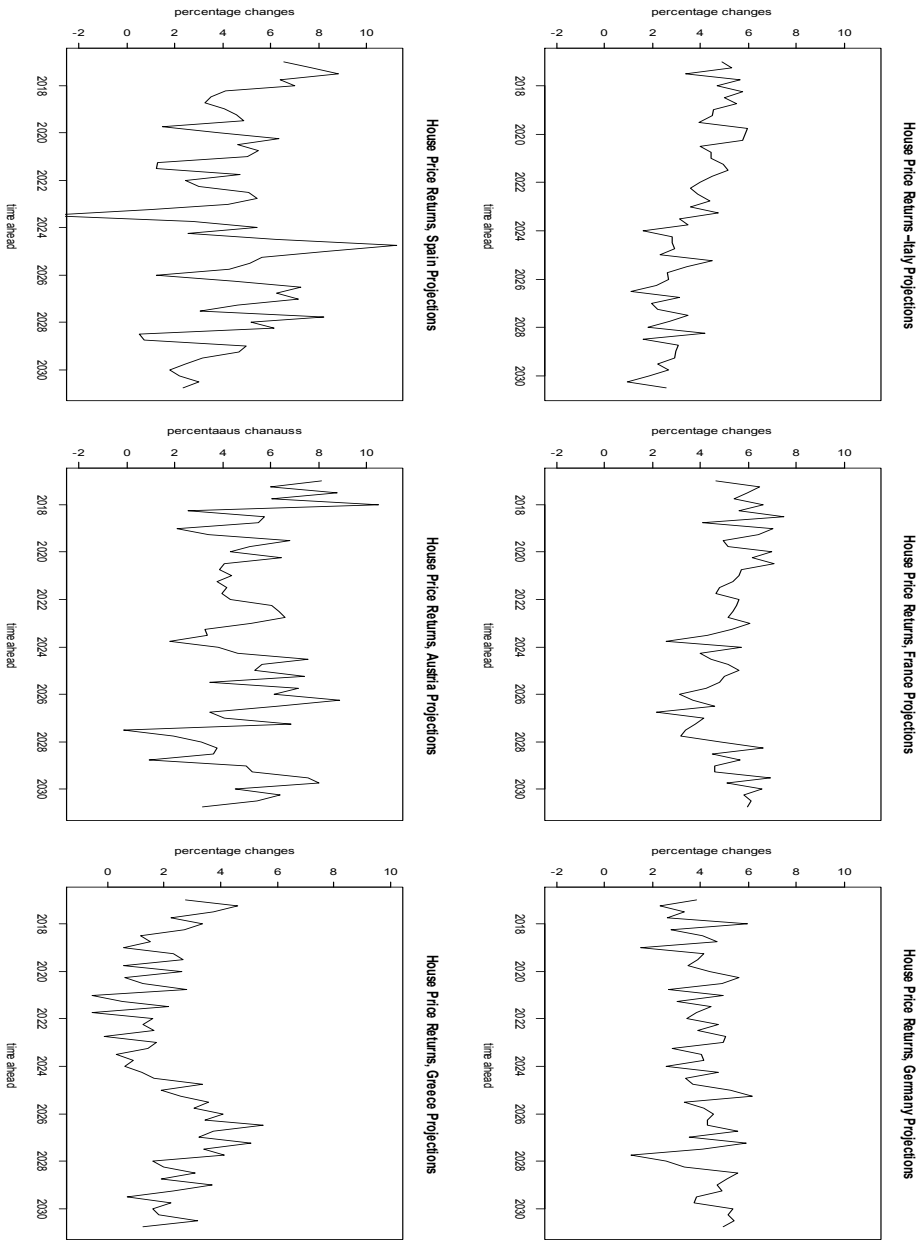 House Price Returns –Italy Projections
percentage changes
-2 0 2 4 6 8 10
2018 2020 2022 2024 2026 2028 2030
time ahead
House Price Returns, France Projections
percentage changes
-2 0 2 4 6 8 10
2018 2020 2022 2024 2026 2028 2030
time ahead
House Price Returns, Germany Projections
percentage changes
-2 0 2 4 6 8 10
2018 2020 2022 2024 2026 2028 2030
time ahead
House Price Returns, Spain Projections
percentage changes
-2 0 2 4 6 8 10
2018 2020 2022 2024 2026 2028 2030
time ahead
House Price Returns, Austria Projections
percentaaus chanauss
-2 0 2 4 6 8 10
2018 2020 2022 2024 2026 2028 2030
time ahead
House Price Returns, Greece Projections
percentage changes
0 2 4 6 8 10
2018 2020 2022 2024 2026 2028 2030
time ahead